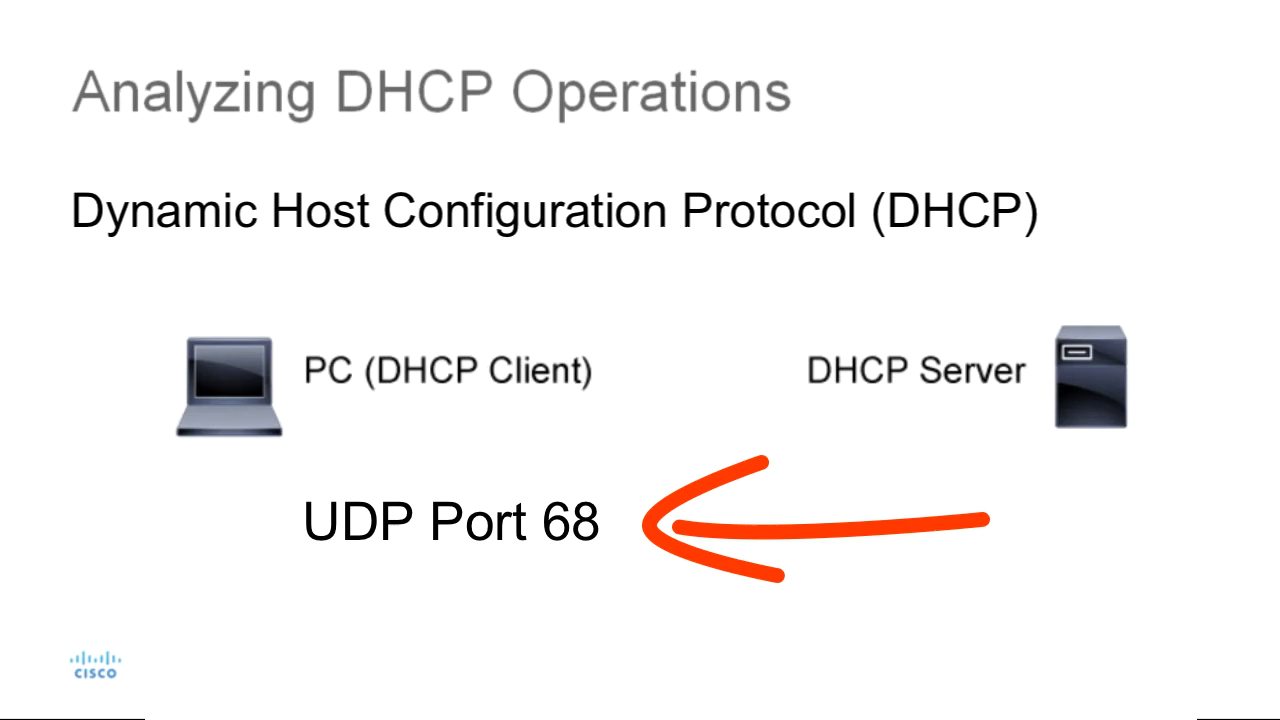 Analyzing DHCP Operations
Dynamic Host Configuration Protocol (DHCP)
PC (DHCP Client)
DHCP Server
UDP Port 68
CISCO